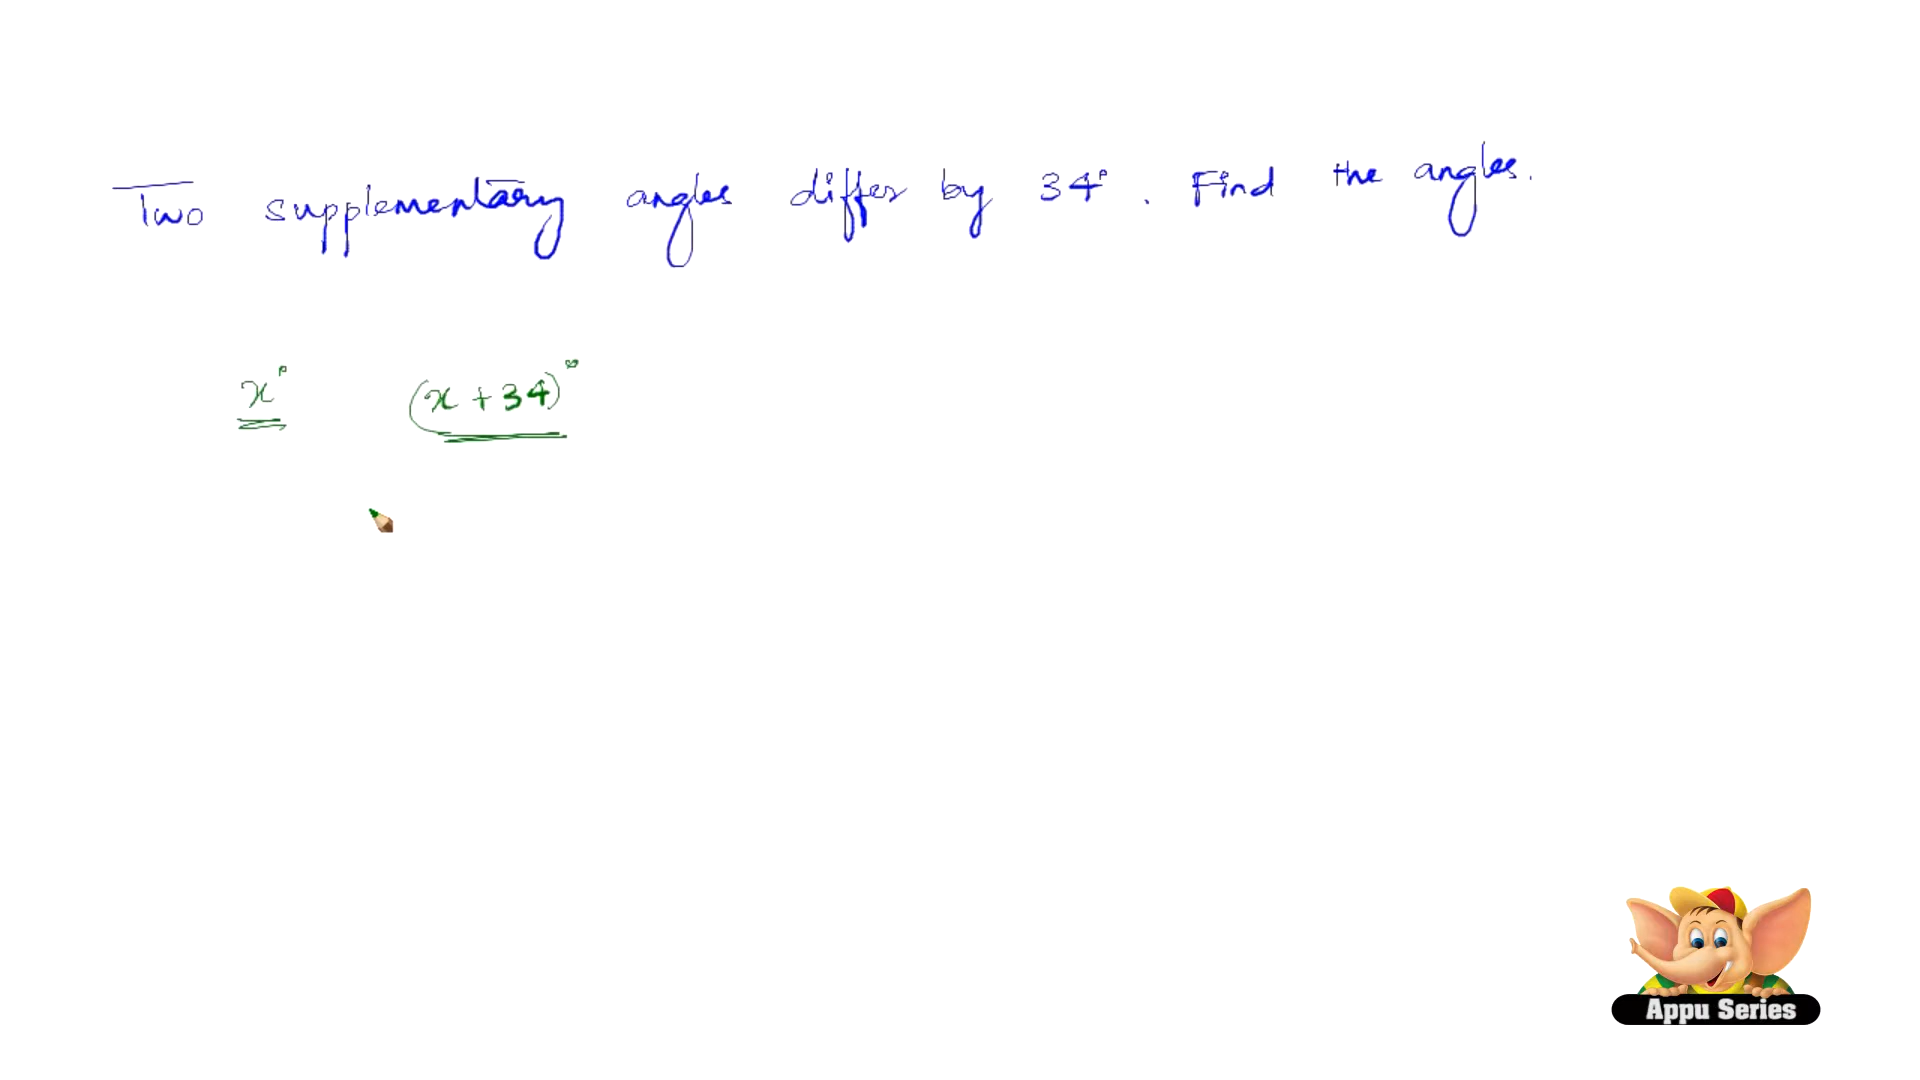 Two supplementary angles differ by 34°. Find the angles.
x° (x + 34)°
Appu Series